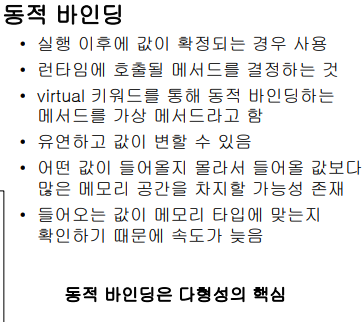 동적 바인딩
• 실행 이후에 값이 확정되는 경우 사용
• 런타임에 호출될 메서드를 결정하는 것
• virtual 키워드를 통해 동적 바인딩하는
메서드를 가상 메서드라고 함
• 유연하고 값이 변할 수 있음
• 어떤 값이 들어올지 몰라서 들어올 값보다
많은 메모리 공간을 차지할 가능성 존재
• 들어오는 값이 메모리 타입에 맞는지
확인하기 때문에 속도가 늦음
동적 바인딩은 다형성의 핵심